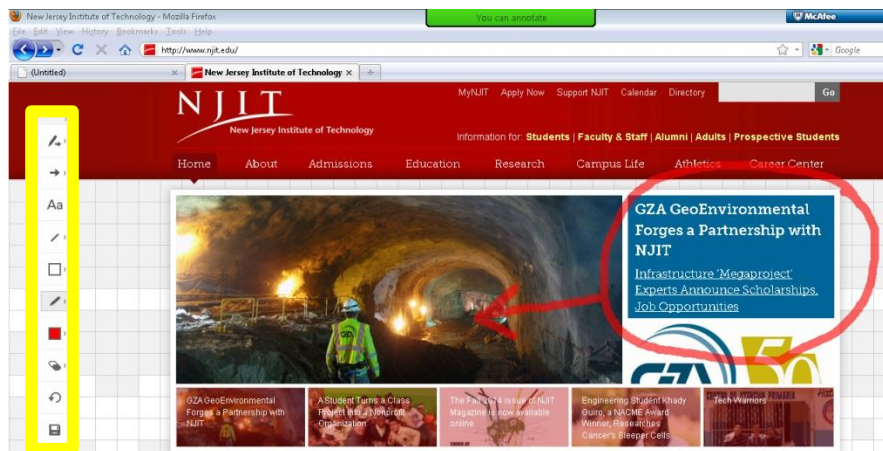 New Jersey Institute of Technology - Mozilla Firefox
You can annotate
McAfee
File Edit View History Bookmarks Tools Help
http://www.njit.edu/
Google
(Untitled)
New Jersey Institute of Technology
MyNJIT Apply Now Support NJIT Calendar Directory
Go
NJIT
New Jersey Institute of Technology
Information for: Students | Faculty & Staff | Alumni | Adults | Prospective Students
Home About Admissions Education Research Campus Life Athletics Career Center
Aa
GZA GeoEnvironmental
Forges a Partnership with
NJIT
Infrastructure 'Megaproject'
Experts Announce Scholarships,
Job Opportunities
GZA
GZA
50
GZA GeoEnvironmental
Forges a Partnership with
NJIT
A Student Turns a Class
Project into a Nonprofit
Organization
The Fall 2014 issue of NJIT
Magazine is now available
online
Engineering Student Khady
Guiro, a NACME Award
Winner, Researches
Cancer's Sleeper Cells
Tech Warriors